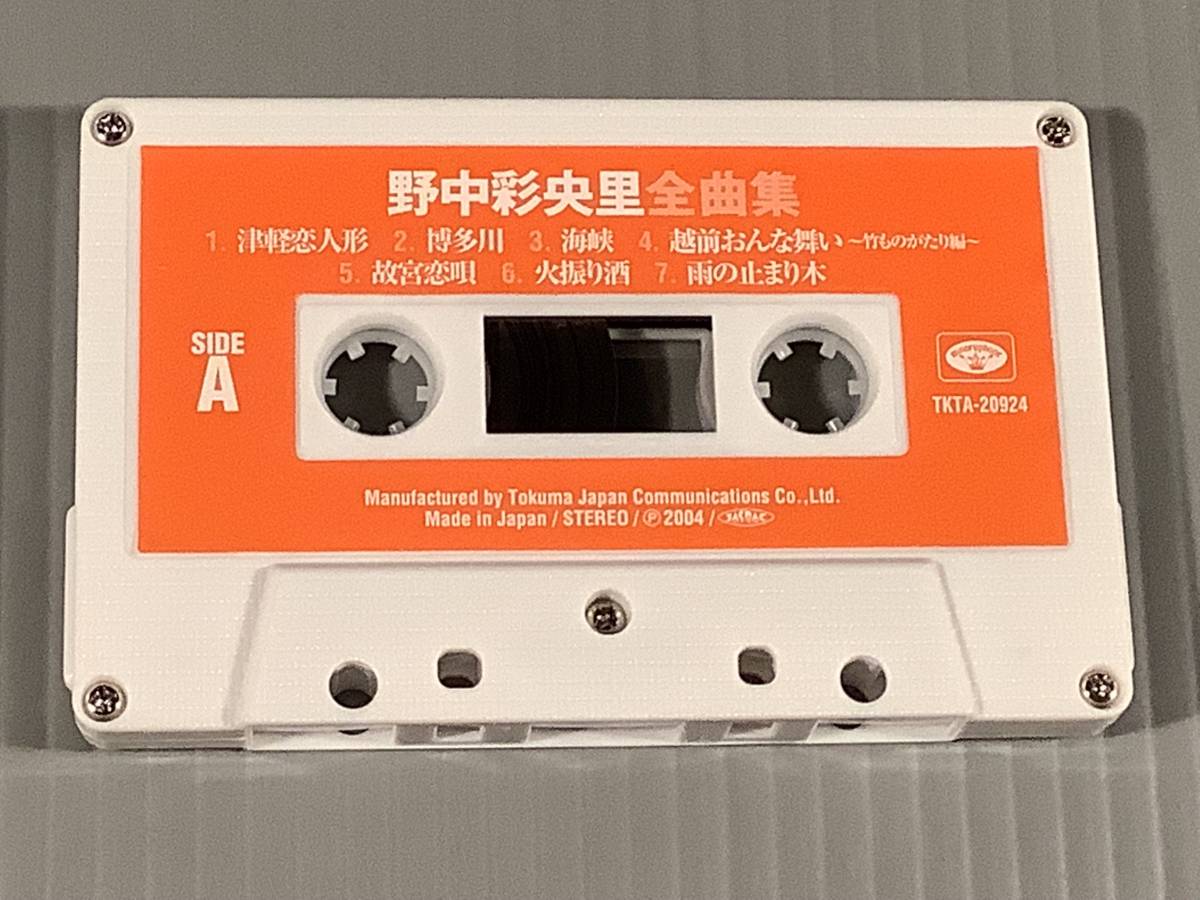 野中彩央里全曲集
1. 津軽恋人形 2. 博多川 3. 海峡 4. 越前おんな舞い～竹ものがたり編～
5. 故宮恋唄 6. 火振り酒 7. 雨の止まり木
SIDE
A
TKTA-20924
Manufactured by Tokuma Japan Communications Co.,Ltd.
Made in Japan / STEREO / Ⓟ 2004 / JASRAC